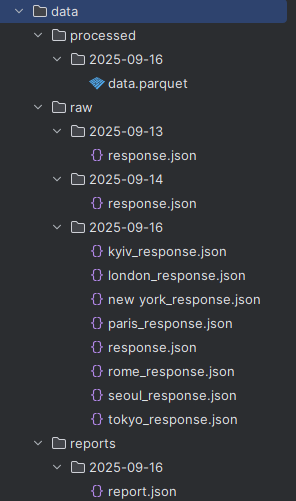 data
processed
2025-09-16
data.parquet
raw
2025-09-13
response.json
2025-09-14
response.json
2025-09-16
kyiv_response.json
london_response.json
new york_response.json
paris_response.json
response.json
rome_response.json
seoul_response.json
tokyo_response.json
reports
2025-09-16
report.json